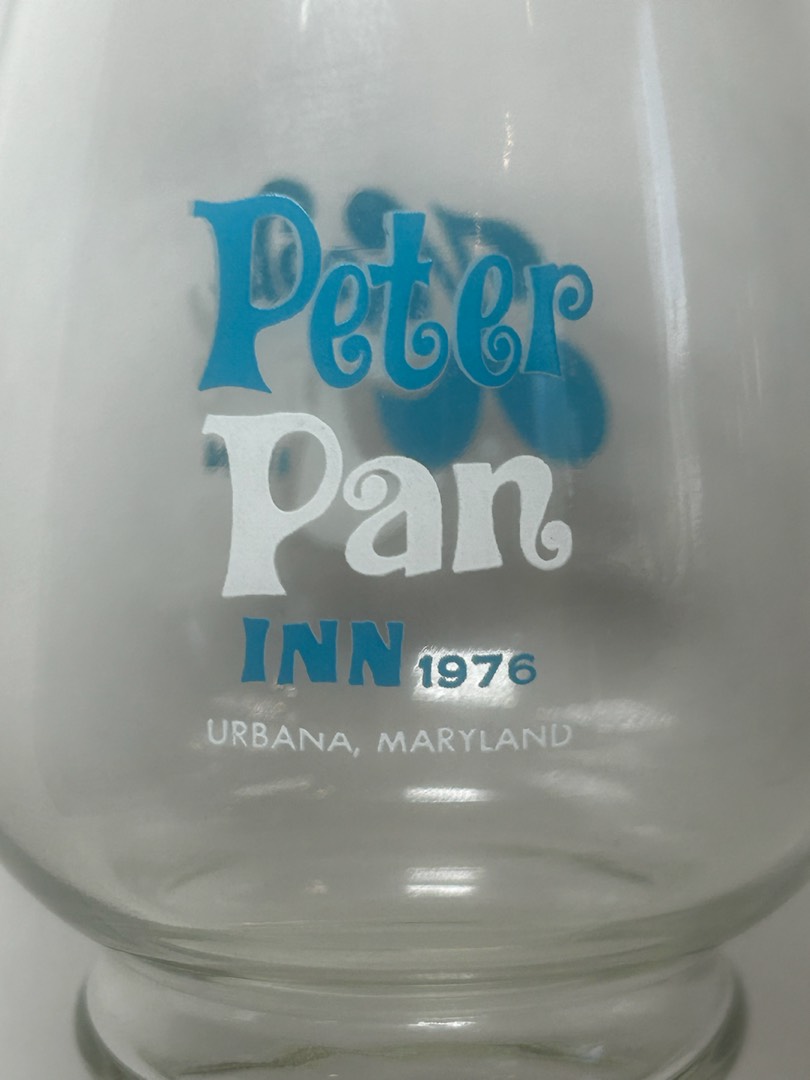 Peter
Pan
INN 1976
URBANA, MARYLAND